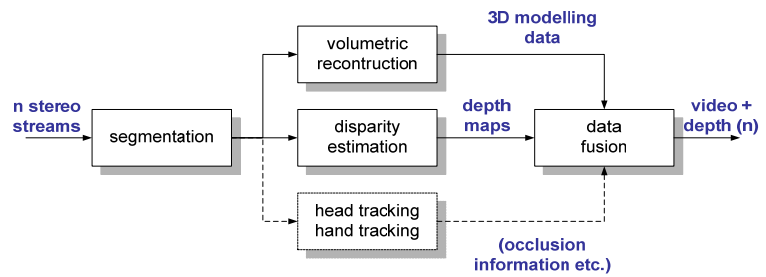 3D modelling
data
volumetric
recontruction
n stereo
streams
segmentation
disparity
estimation
depth
maps
data
fusion
video +
depth (n)
head tracking
hand tracking
(occlusion
information etc.)